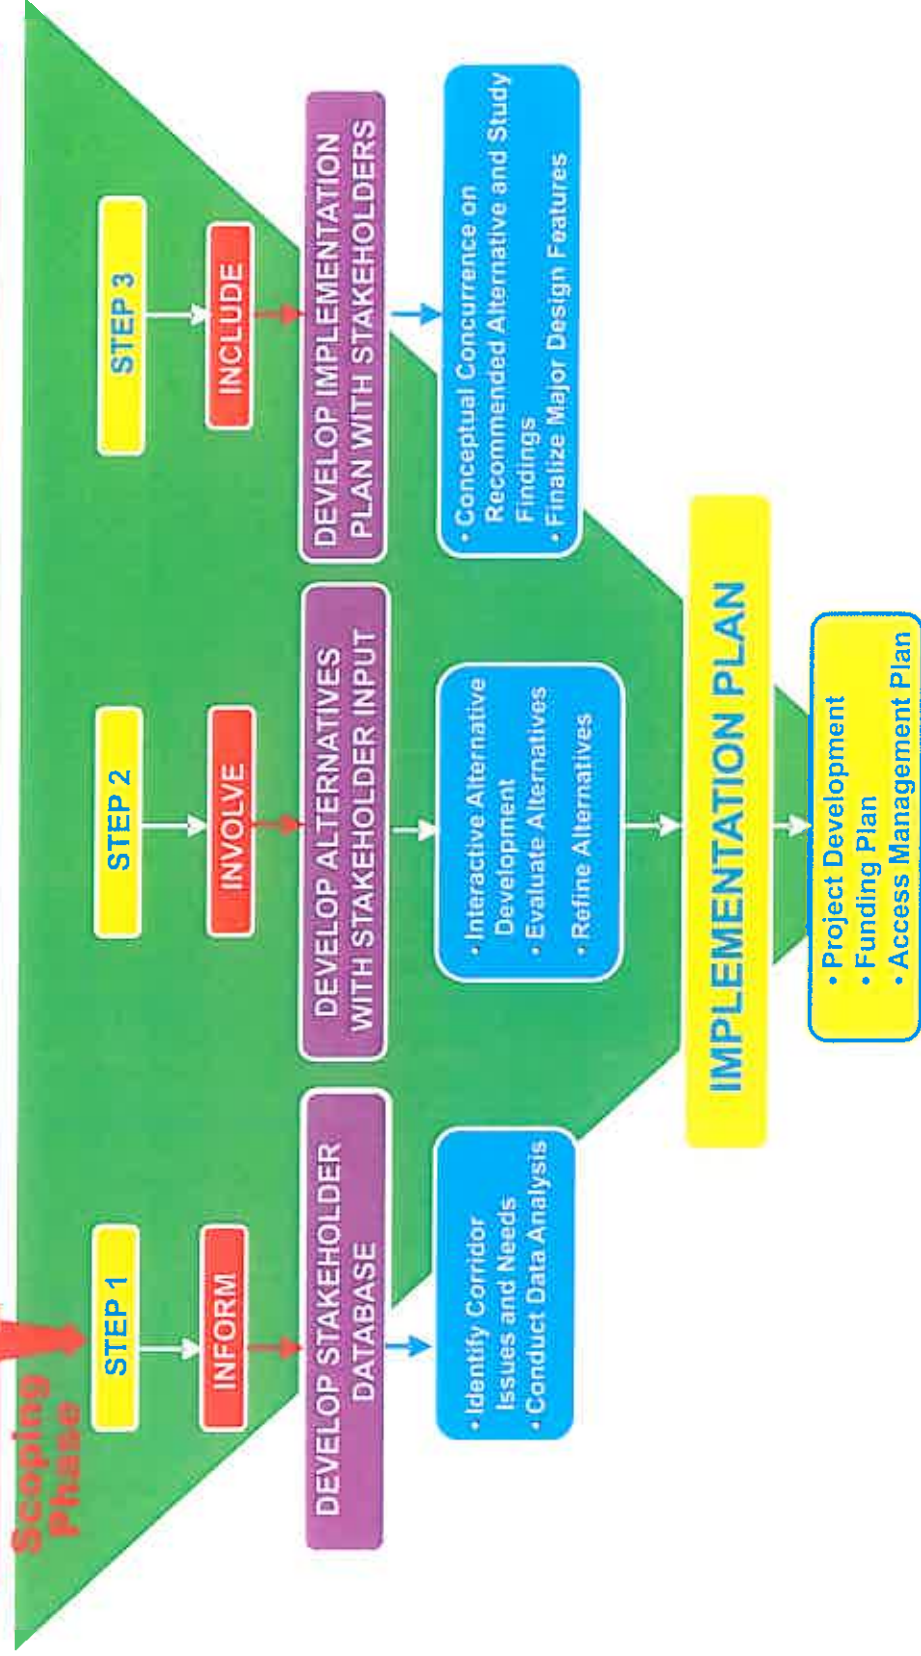 Scoping
Phase
STEP 1
INFORM
DEVELOP STAKEHOLDER
DATABASE
• Identify Corridor
Issues and Needs
• Conduct Data Analysis
STEP 2
INVOLVE
DEVELOP ALTERNATIVES
WITH STAKEHOLDER INPUT
• Interactive Alternative
Development
• Evaluate Alternatives
• Refine Alternatives
STEP 3
INCLUDE
DEVELOP IMPLEMENTATION
PLAN WITH STAKEHOLDERS
• Conceptual Concurrence on
Recommended Alternative and Study
Findings
• Finalize Major Design Features
IMPLEMENTATION PLAN
• Project Development
• Funding Plan
• Access Management Plan